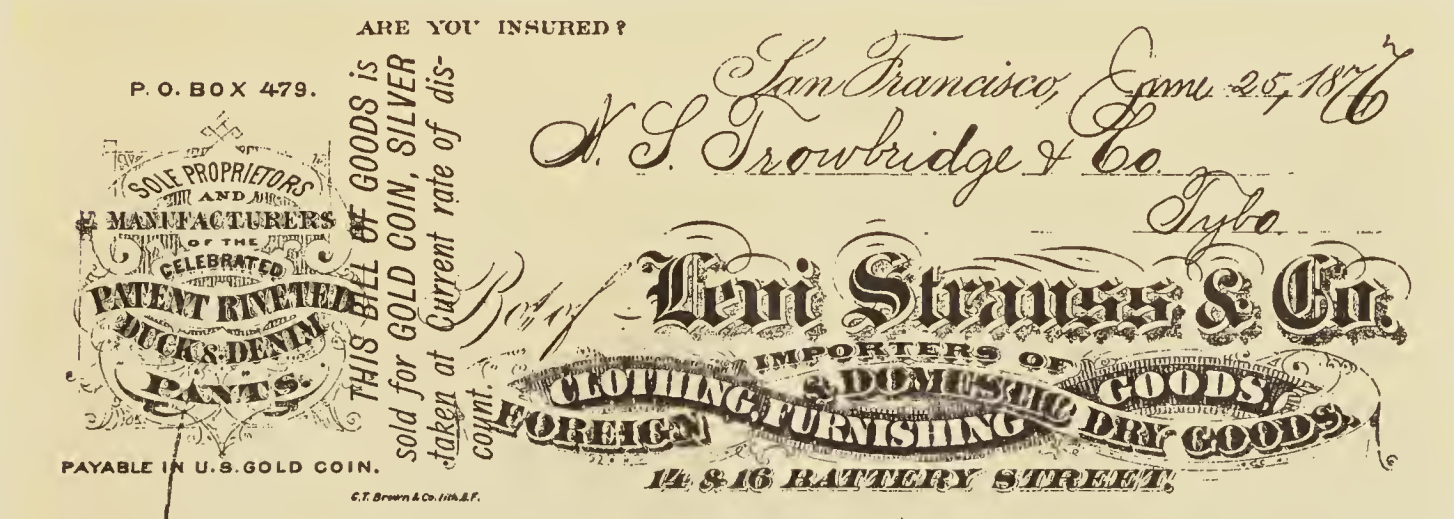 ARE YOU INSURED?
P. O. BOX 479.
SOLE PROPRIETORS
AND
MANUFACTURERS
OF THE
CELEBRATED
PATENT RIVETED
DUCK & DENIM
PANTS.
PAYABLE IN U.S. GOLD COIN.
THIS BILL OF GOODS is
sold for GOLD COIN, SILVER
taken at Current rate of dis-
count.
San Francisco, June 25, 1876
N. S. Trowbridge & Co.
Tybo
Bot of Levi Strauss & Co.
IMPORTERS OF
CLOTHING, FURNISHING GOODS,
FOREIGN & DOMESTIC DRY GOODS.
14 & 16 BATTERY STREET.
C.T. Brown & Co. lith. S.F.